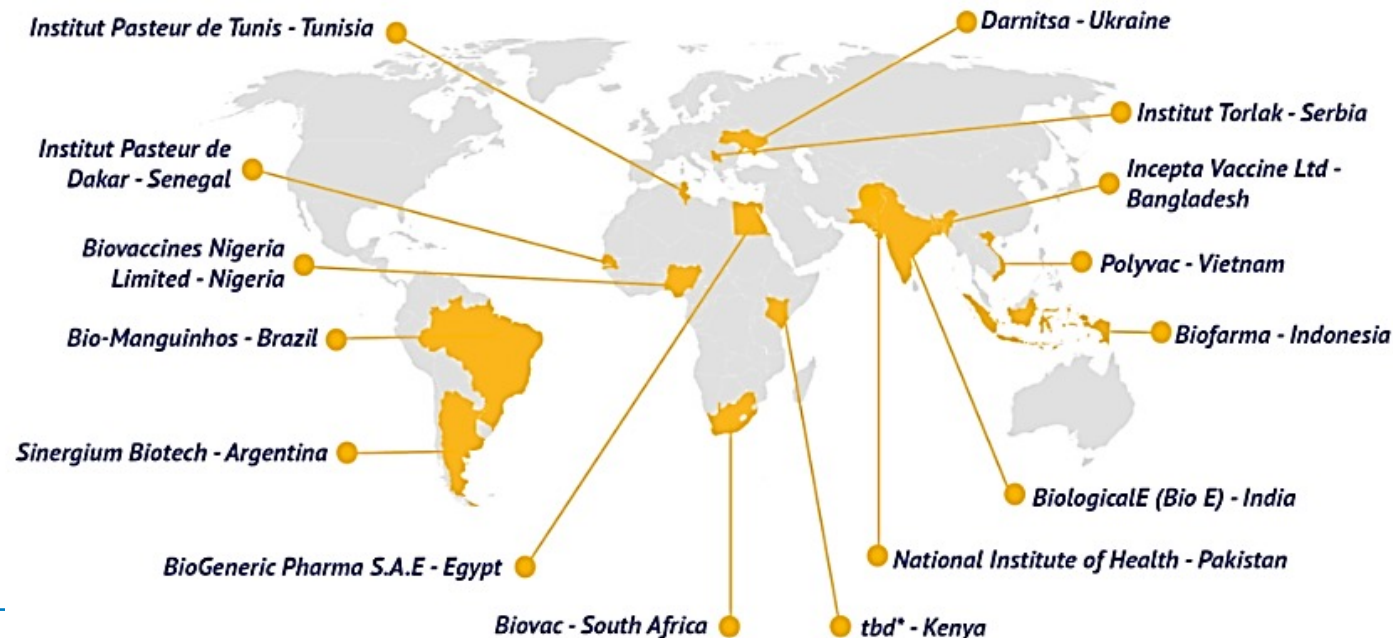 Institut Pasteur de Tunis - Tunisia
Darnitsa - Ukraine
Institut Torlak - Serbia
Institut Pasteur de
Dakar - Senegal
Incepta Vaccine Ltd -
Bangladesh
Biovaccines Nigeria
Limited - Nigeria
Polyvac - Vietnam
Bio-Manguinhos - Brazil
Biofarma - Indonesia
Sinergium Biotech - Argentina
BiologicalE (Bio E) - India
BioGeneric Pharma S.A.E - Egypt
National Institute of Health - Pakistan
Biovac - South Africa
tbd* - Kenya